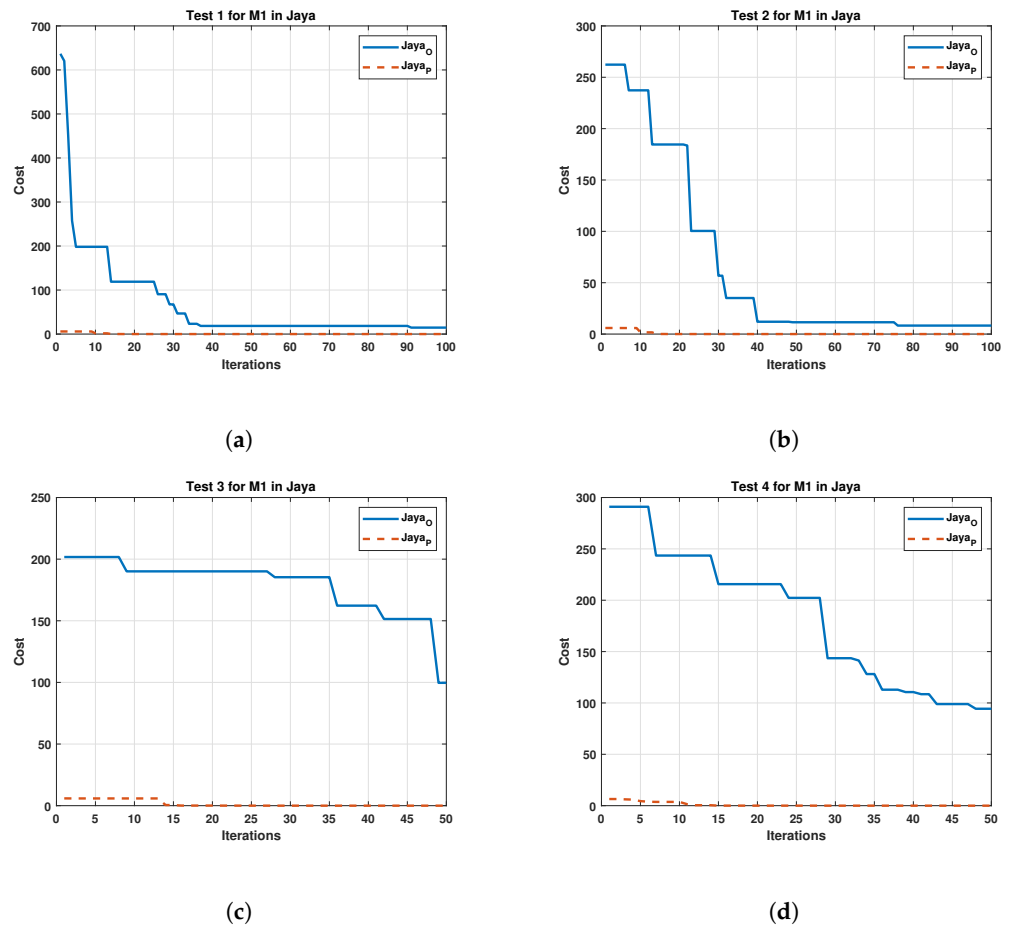 Test 1 for M1 in Jaya
700
600
500
400
300
200
100
0
Cost
0 10 20 30 40 50 60 70 80 90 100
Iterations
Jaya_O
Jaya_P
(a)
Test 2 for M1 in Jaya
300
250
200
150
100
50
0
Cost
0 10 20 30 40 50 60 70 80 90 100
Iterations
Jaya_O
Jaya_P
(b)
Test 3 for M1 in Jaya
250
200
150
100
50
0
Cost
0 5 10 15 20 25 30 35 40 45 50
Iterations
Jaya_O
Jaya_P
(c)
Test 4 for M1 in Jaya
300
250
200
150
100
50
0
Cost
0 5 10 15 20 25 30 35 40 45 50
Iterations
Jaya_O
Jaya_P
(d)